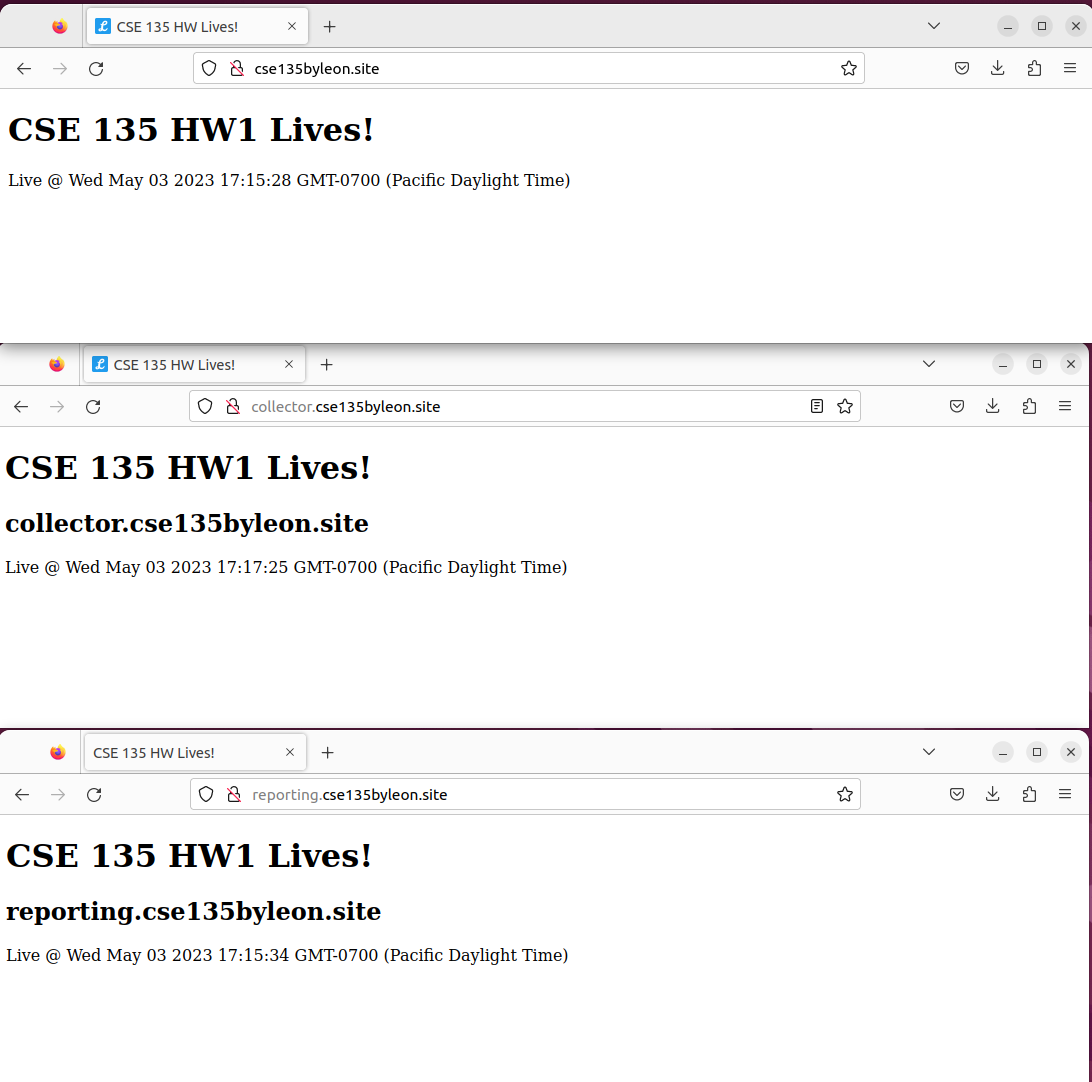 CSE 135 HW Lives!
cse135byleon.site
CSE 135 HW1 Lives!
Live @ Wed May 03 2023 17:15:28 GMT-0700 (Pacific Daylight Time)
CSE 135 HW Lives!
collector.cse135byleon.site
CSE 135 HW1 Lives!
collector.cse135byleon.site
Live @ Wed May 03 2023 17:17:25 GMT-0700 (Pacific Daylight Time)
CSE 135 HW Lives!
reporting.cse135byleon.site
CSE 135 HW1 Lives!
reporting.cse135byleon.site
Live @ Wed May 03 2023 17:15:34 GMT-0700 (Pacific Daylight Time)